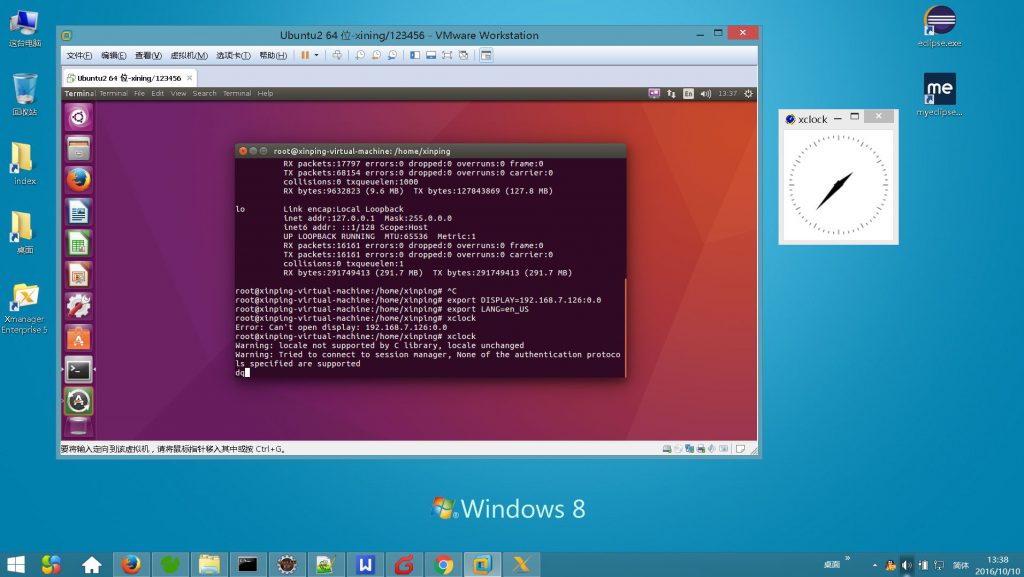 这台电脑
回收站
index
桌面
Xmanager
Enterprise 5
Ubuntu2 64 位-xining/123456 - VMware Workstation
文件(F) 编辑(E) 查看(V) 虚拟机(M) 选项卡(T) 帮助(H)
Ubuntu2 64 位-xining/123456
Terminal Terminal File Edit View Search Terminal Help
En 13:37
root@xinping-virtual-machine: /home/xinping
RX packets:17797 errors:0 dropped:0 overruns:0 frame:0
TX packets:68154 errors:0 dropped:0 overruns:0 carrier:0
collisions:0 txqueuelen:1000
RX bytes:9632823 (9.6 MB) TX bytes:127843869 (127.8 MB)
lo Link encap:Local Loopback
inet addr:127.0.0.1 Mask:255.0.0.0
inet6 addr: ::1/128 Scope:Host
UP LOOPBACK RUNNING MTU:65536 Metric:1
RX packets:16161 errors:0 dropped:0 overruns:0 frame:0
TX packets:16161 errors:0 dropped:0 overruns:0 carrier:0
collisions:0 txqueuelen:1
RX bytes:291749413 (291.7 MB) TX bytes:291749413 (291.7 MB)
root@xinping-virtual-machine:/home/xinping# ^C
root@xinping-virtual-machine:/home/xinping# export DISPLAY=192.168.7.126:0.0
root@xinping-virtual-machine:/home/xinping# export LANG=en_US
root@xinping-virtual-machine:/home/xinping# xclock
Error: Can't open display: 192.168.7.126:0.0
root@xinping-virtual-machine:/home/xinping# xclock
Warning: locale not supported by C library, locale unchanged
Warning: Tried to connect to session manager, None of the authentication protoco
ls specified are supported
dq
要将输入定向到该虚拟机，请将鼠标指针移入其中或按 Ctrl+G。
eclipse.exe
me
myeclipse...
xclock
Windows 8
桌面
简体
13:38
2016/10/10